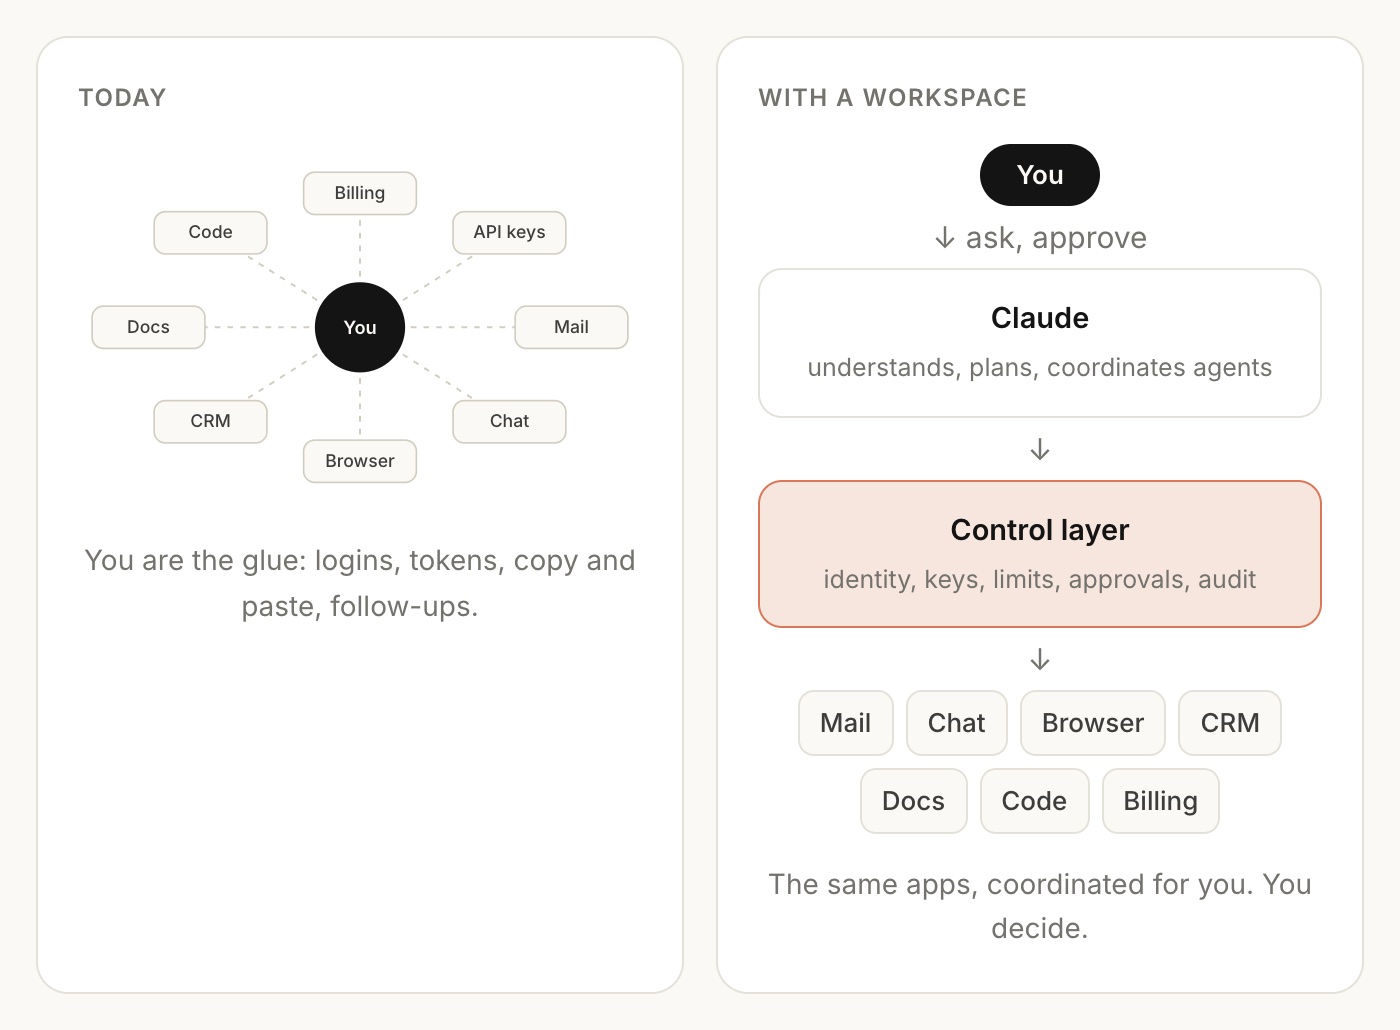 TODAY
Billing
Code
API keys
Docs
You
Mail
CRM
Chat
Browser
You are the glue: logins, tokens, copy and
paste, follow-ups.
WITH A WORKSPACE
You
↓ ask, approve
Claude
understands, plans, coordinates agents
↓
Control layer
identity, keys, limits, approvals, audit
↓
Mail
Chat
Browser
CRM
Docs
Code
Billing
The same apps, coordinated for you. You
decide.